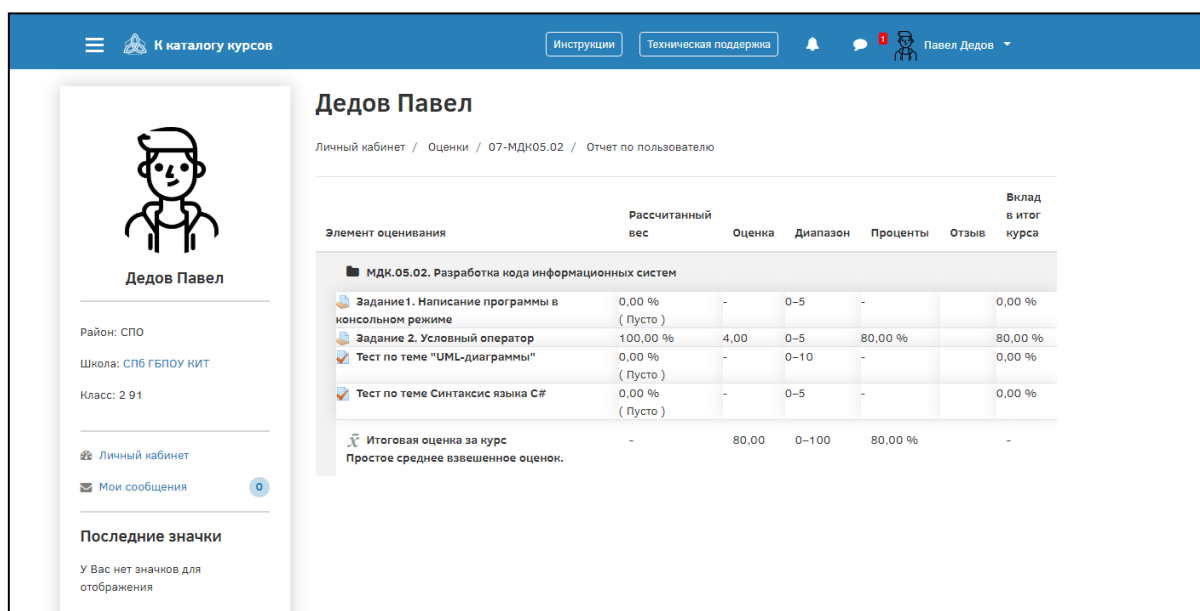 К каталогу курсов
Инструкции
Техническая поддержка
1
Павел Дедов
Дедов Павел
Район: СПО
Школа: СПб ГБПОУ КИТ
Класс: 2 91
Личный кабинет
Мои сообщения 0
Последние значки
У Вас нет значков для
отображения
Дедов Павел
Личный кабинет / Оценки / 07-МДК05.02 / Отчет по пользователю
Элемент оценивания Рассчитанный вес Оценка Диапазон Проценты Отзыв Вклад в итог курса
МДК.05.02. Разработка кода информационных систем
Задание1. Написание программы в 0,00 % - 0–5 - 0,00 %
консольном режиме ( Пусто )
Задание 2. Условный оператор 100,00 % 4,00 0–5 80,00 % 80,00 %
Тест по теме "UML-диаграммы" 0,00 % - 0–10 - 0,00 %
( Пусто )
Тест по теме Синтаксис языка C# 0,00 % - 0–5 - 0,00 %
( Пусто )
x̄ Итоговая оценка за курс - 80,00 0–100 80,00 % -
Простое среднее взвешенное оценок.